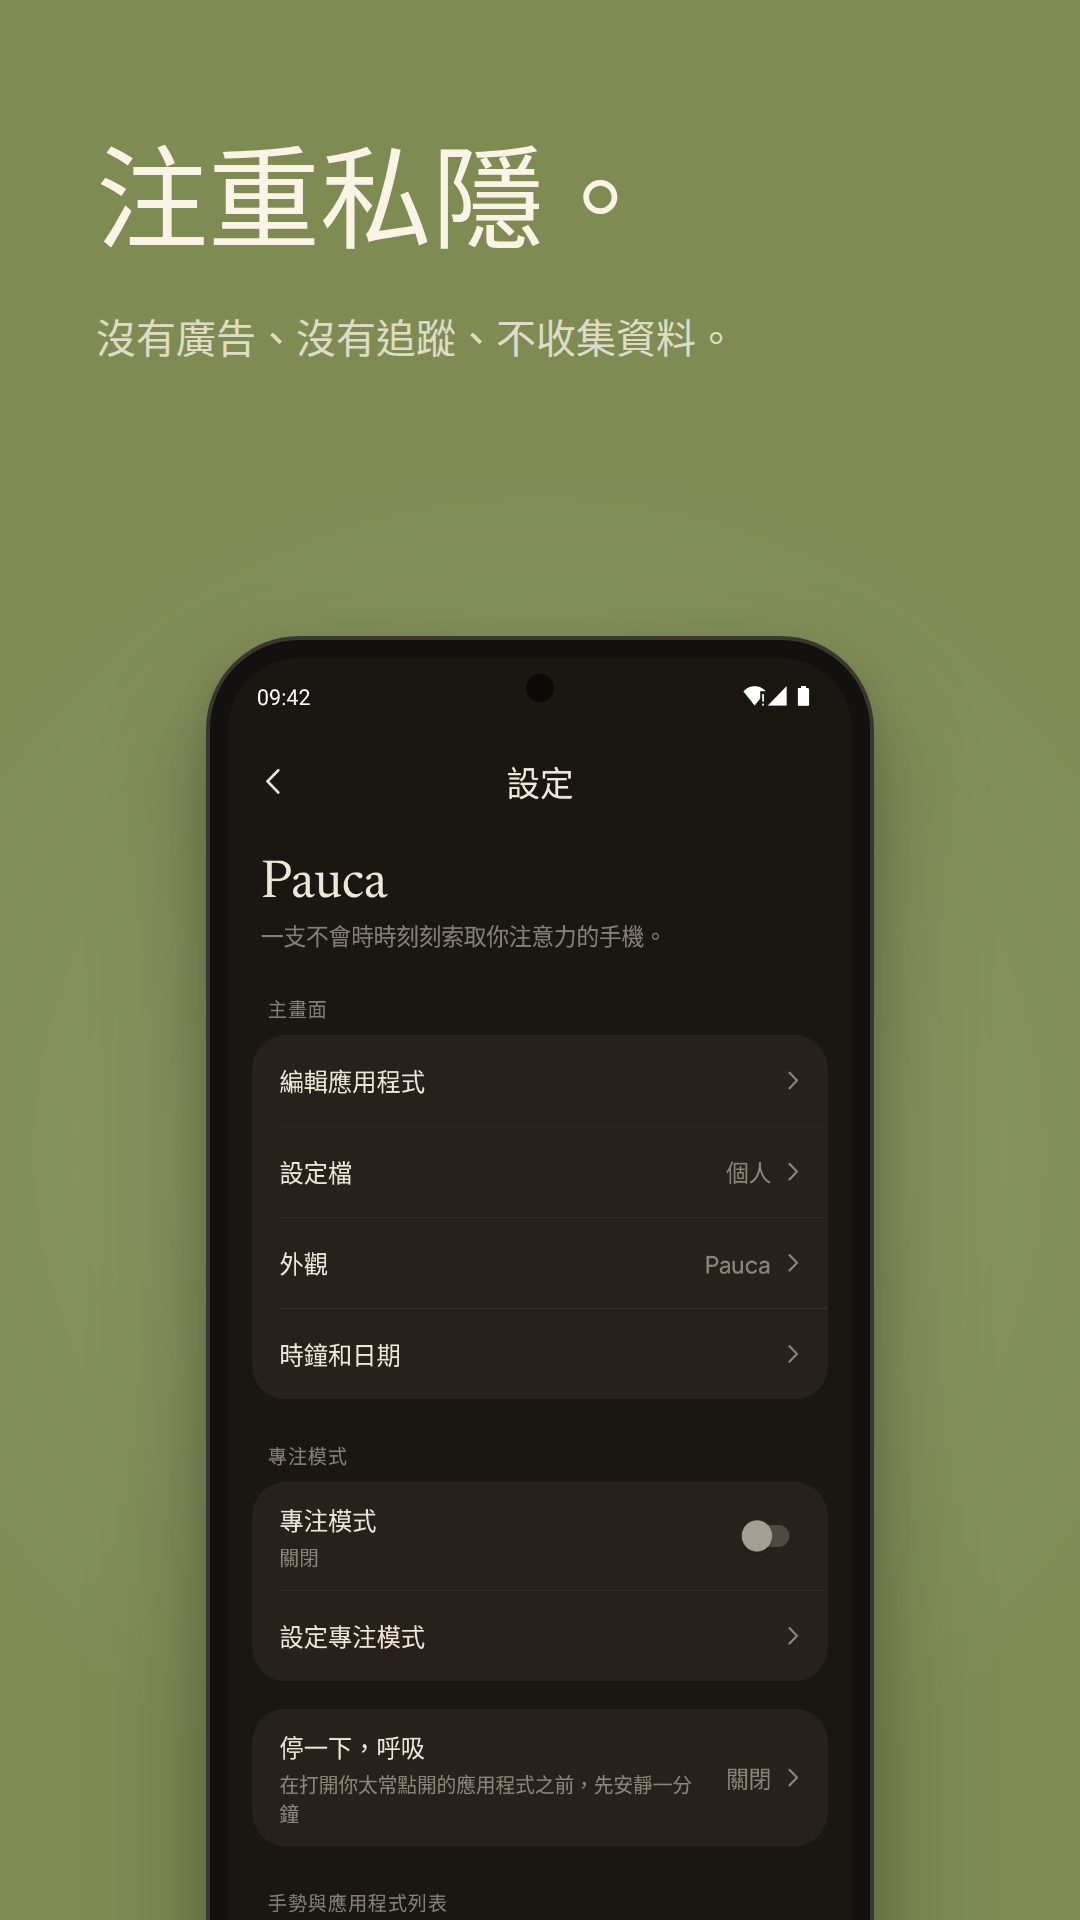 注重私隱。
沒有廣告、沒有追蹤、不收集資料。
09:42
設定
Pauca
一支不會時時刻刻索取你注意力的手機。
主畫面
編輯應用程式
設定檔
個人
外觀
Pauca
時鐘和日期
專注模式
專注模式
關閉
設定專注模式
停一下，呼吸
在打開你太常點開的應用程式之前，先安靜一分
鐘
關閉
手勢與應用程式列表